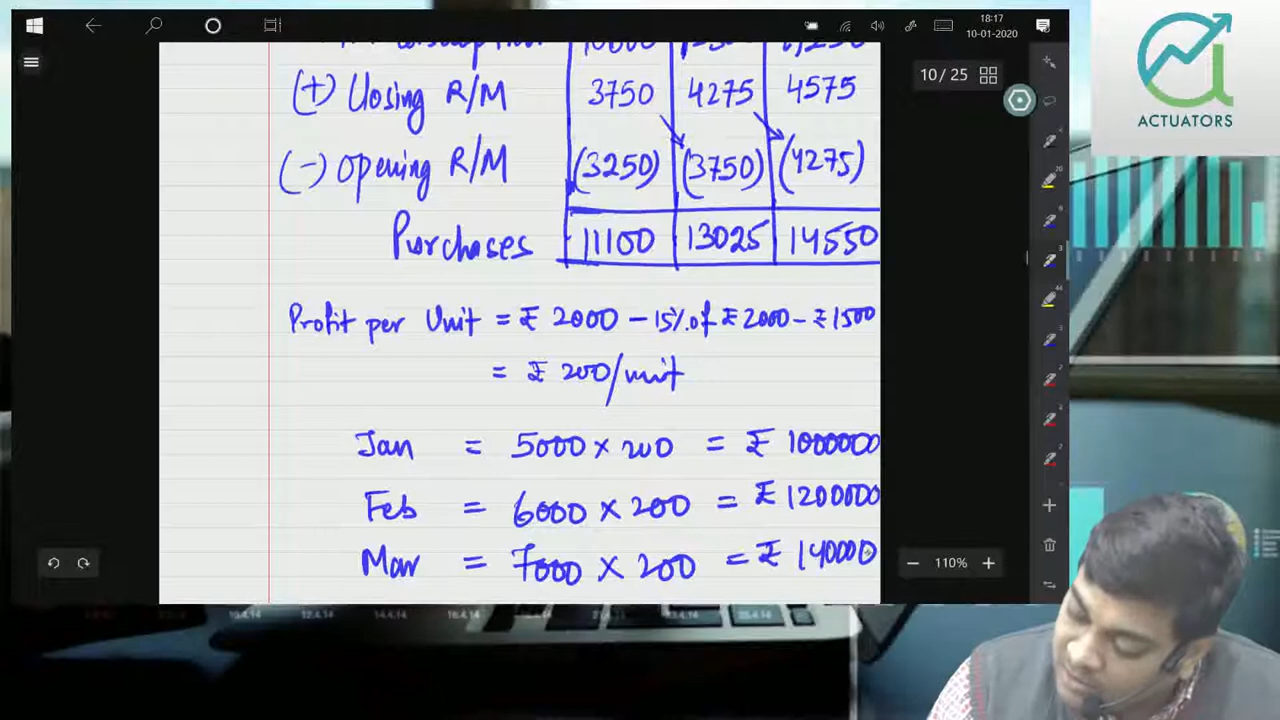 18:17
10-01-2020
10 / 25
ACTUATORS
(+) Closing R/M 3750 4275 4575
(-) Opening R/M (3250) (3750) (4275)
Purchases 11100 13025 14550
Profit per Unit = ₹ 2000 - 15% of ₹ 2000 - ₹ 1500
= ₹ 200/unit
Jan = 5000 × 200 = ₹ 1000000
Feb = 6000 × 200 = ₹ 1200000
Mar = 7000 × 200 = ₹ 140000
110%